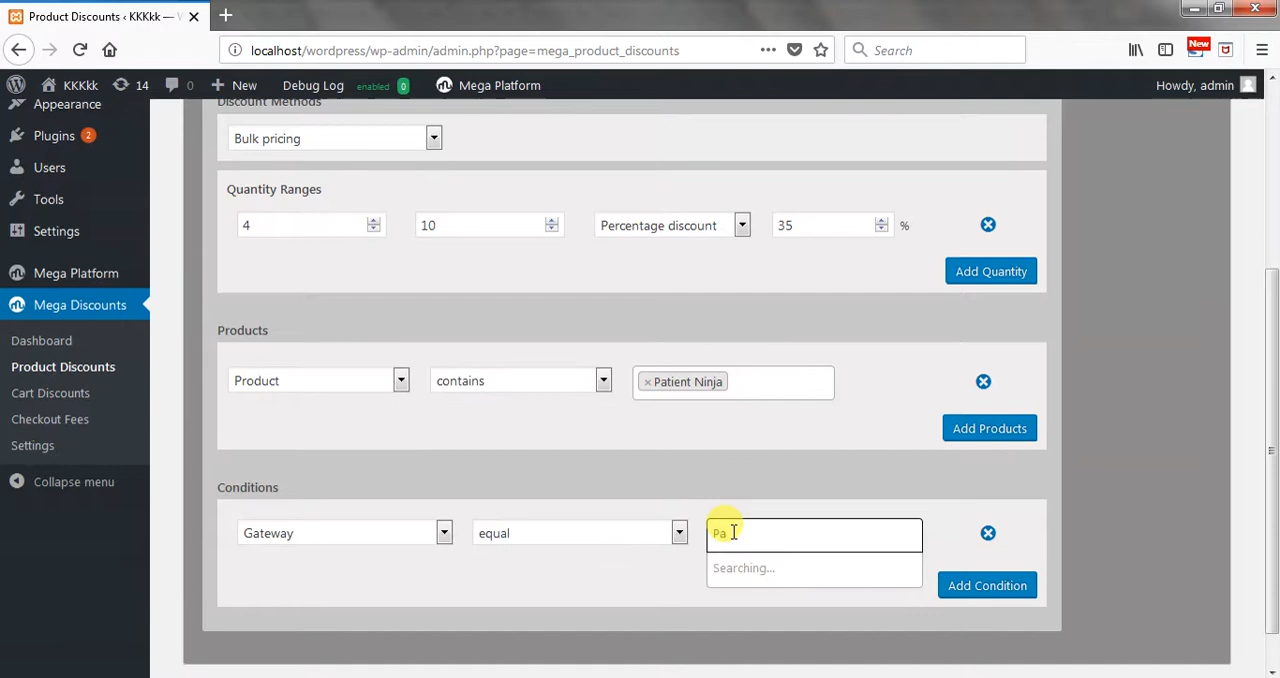 Product Discounts ‹ KKKkk —
localhost/wordpress/wp-admin/admin.php?page=mega_product_discounts
Search
New
KKKkk 14 0 New Debug Log enabled 0 Mega Platform Howdy, admin
Appearance
Plugins 2
Users
Tools
Settings
Mega Platform
Mega Discounts
Dashboard
Product Discounts
Cart Discounts
Checkout Fees
Settings
Collapse menu
Discount Methods
Bulk pricing
Quantity Ranges
4 10 Percentage discount 35 %
Add Quantity
Products
Product contains × Patient Ninja
Add Products
Conditions
Gateway equal Pa
Searching...
Add Condition